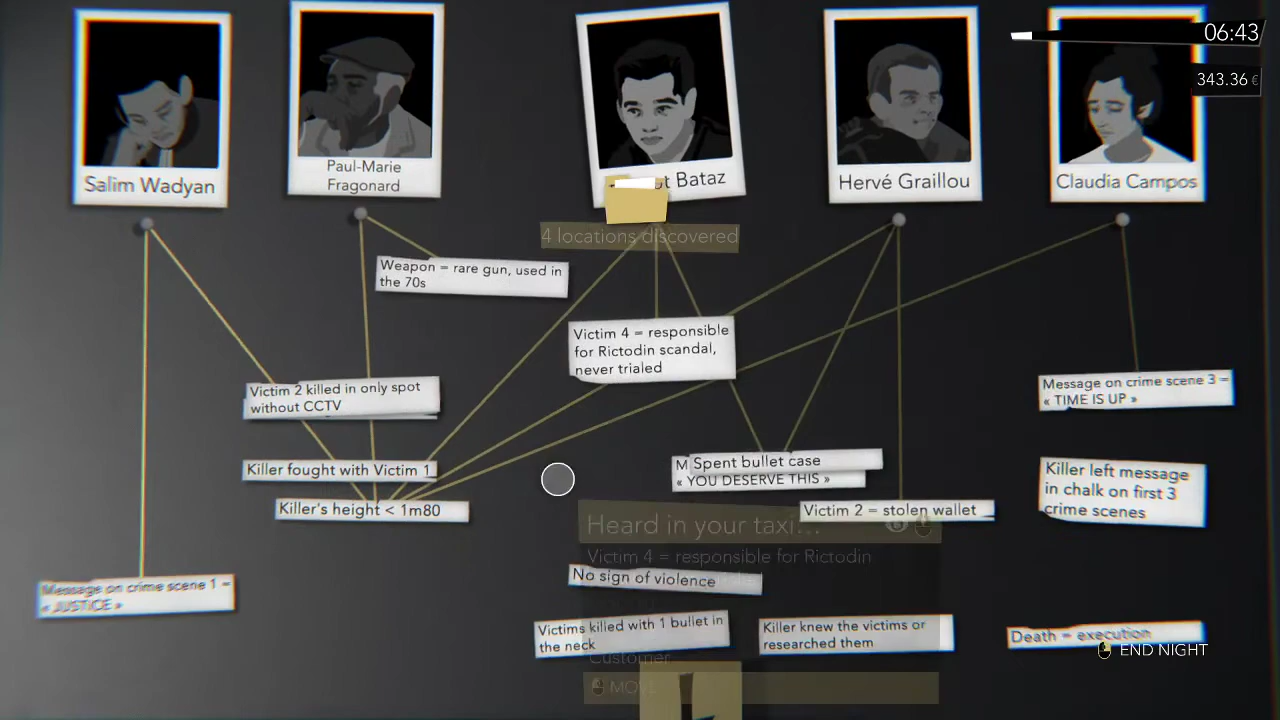 06:43
343.36 €
Salim Wadyan
Paul-Marie
Fragonard
t Bataz
Hervé Graillou
Claudia Campos
4 locations discovered
Weapon = rare gun, used in
the 70s
Victim 4 = responsible
for Rictodin scandal,
never trialed
Victim 2 killed in only spot
without CCTV
Message on crime scene 3 =
« TIME IS UP »
Killer fought with Victim 1
M
Spent bullet case
« YOU DESERVE THIS »
Killer left message
in chalk on first 3
crime scenes
Killer's height < 1m80
Victim 2 = stolen wallet
Heard in your taxi...
Victim 4 = responsible for Rictodin
No sign of violence
Message on crime scene 1 =
« JUSTICE »
Victims killed with 1 bullet in
the neck
Killer knew the victims or
researched them
Death = execution
END NIGHT
Customer
MOVE